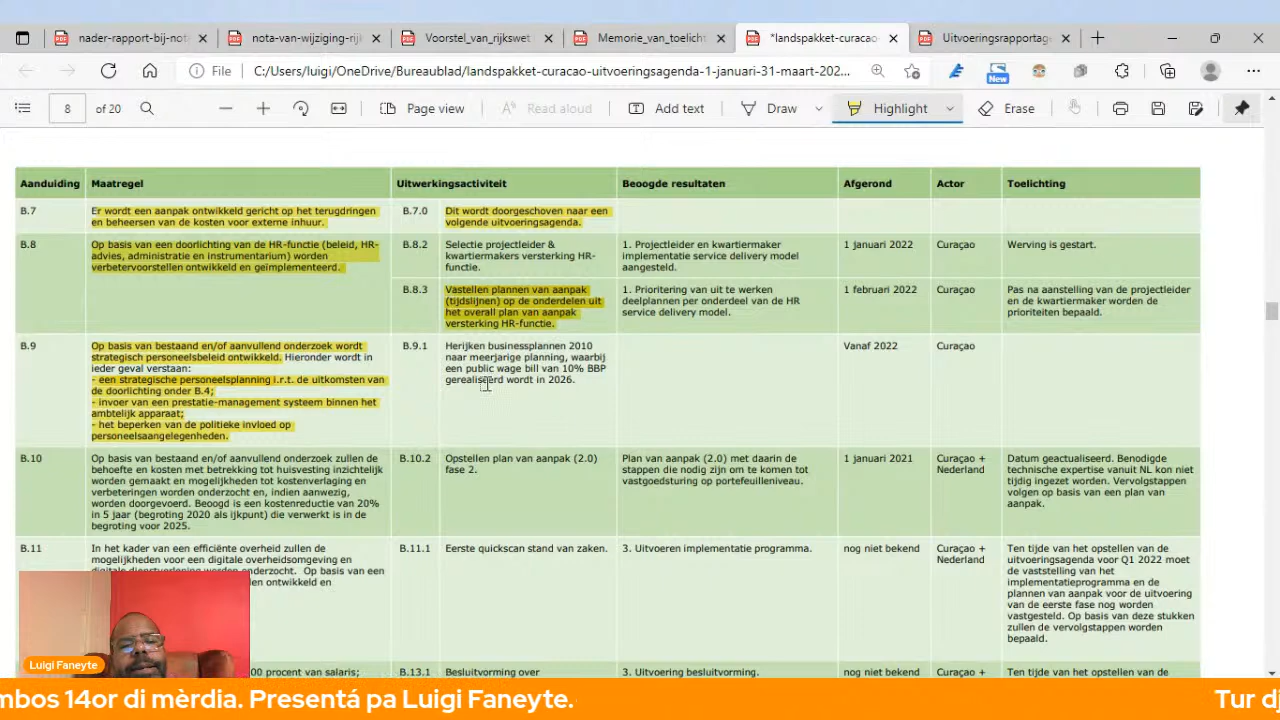 nader-rapport-bij-not
nota-van-wijziging-rijk
Voorstel_van_rijkswet
Memorie_van_toelicht
*landspakket-curacao-
Uitvoeringsrapportag
File
C:/Users/luigi/OneDrive/Bureaublad/landspakket-curacao-uitvoeringsagenda-1-januari-31-maart-202...
New
8 of 20
Page view
Read aloud
Add text
Draw
Highlight
Erase
Aanduiding Maatregel Uitwerkingsactiviteit Beoogde resultaten Afgerond Actor Toelichting
B.7
Er wordt een aanpak ontwikkeld gericht op het terugdringen
en beheersen van de kosten voor externe inhuur.
B.7.0
Dit wordt doorgeschoven naar een
volgende uitvoeringsagenda.
B.8
Op basis van een doorlichting van de HR-functie (beleid, HR-
advies, administratie en instrumentarium) worden
verbetervoorstellen ontwikkeld en geïmplementeerd.
B.8.2
Selectie projectleider &
kwartiermakers versterking HR-
functie.
1. Projectleider en kwartiermaker
implementatie service delivery model
aangesteld.
1 januari 2022
Curaçao
Werving is gestart.
B.8.3
Vastellen plannen van aanpak
(tijdslijnen) op de onderdelen uit
het overall plan van aanpak
versterking HR-functie.
1. Prioritering van uit te werken
deelplannen per onderdeel van de HR
service delivery model.
1 februari 2022
Curaçao
Pas na aanstelling van de projectleider
en de kwartiermaker worden de
prioriteiten bepaald.
B.9
Op basis van bestaand en/of aanvullend onderzoek wordt
strategisch personeelsbeleid ontwikkeld. Hieronder wordt in
ieder geval verstaan:
- een strategische personeelsplanning i.r.t. de uitkomsten van
de doorlichting onder B.4;
- invoer van een prestatie-management systeem binnen het
ambtelijk apparaat;
- het beperken van de politieke invloed op
personeelsaangelegenheden.
B.9.1
Herijken businessplannen 2010
naar meerjarige planning, waarbij
een public wage bill van 10% BBP
gerealiseerd wordt in 2026.
Vanaf 2022
Curaçao
B.10
Op basis van bestaand en/of aanvullend onderzoek zullen de
behoefte en kosten met betrekking tot huisvesting inzichtelijk
worden gemaakt en mogelijkheden tot kostenverlaging en
verbeteringen worden onderzocht en, indien aanwezig,
worden doorgevoerd. Beoogd is een kostenreductie van 20%
in 5 jaar (begroting 2020 als ijkpunt) die verwerkt is in de
begroting voor 2025.
B.10.2
Opstellen plan van aanpak (2.0)
fase 2.
Plan van aanpak (2.0) met daarin de
stappen die nodig zijn om te komen tot
vastgoedsturing op portefeuilleniveau.
1 januari 2021
Curaçao +
Nederland
Datum geactualiseerd. Benodigde
technische expertise vanuit NL kon niet
tijdig ingezet worden. Vervolgstappen
volgen op basis van een plan van
aanpak.
B.11
In het kader van een efficiënte overheid zullen de
mogelijkheden voor een digitale overheidsomgeving en
digitale dienstverlening worden onderzocht. Op basis van een
den ontwikkeld en
B.11.1
Eerste quickscan stand van zaken.
3. Uitvoeren implementatie programma.
nog niet bekend
Curaçao +
Nederland
Ten tijde van het opstellen van de
uitvoeringsagenda voor Q1 2022 moet
de vaststelling van het
implementatieprogramma en de
plannen van aanpak voor de uitvoering
van de eerste fase nog worden
vastgesteld. Op basis van deze stukken
zullen de vervolgstappen worden
bepaald.
00 procent van salaris;
B.13.1
Besluitvorming over
3. Uitvoering besluitvorming.
nog niet bekend
Curaçao +
Ten tijde van het opstellen van de
Luigi Faneyte
mbos 14or di mèrdia. Presentá pa Luigi Faneyte.
Tur d